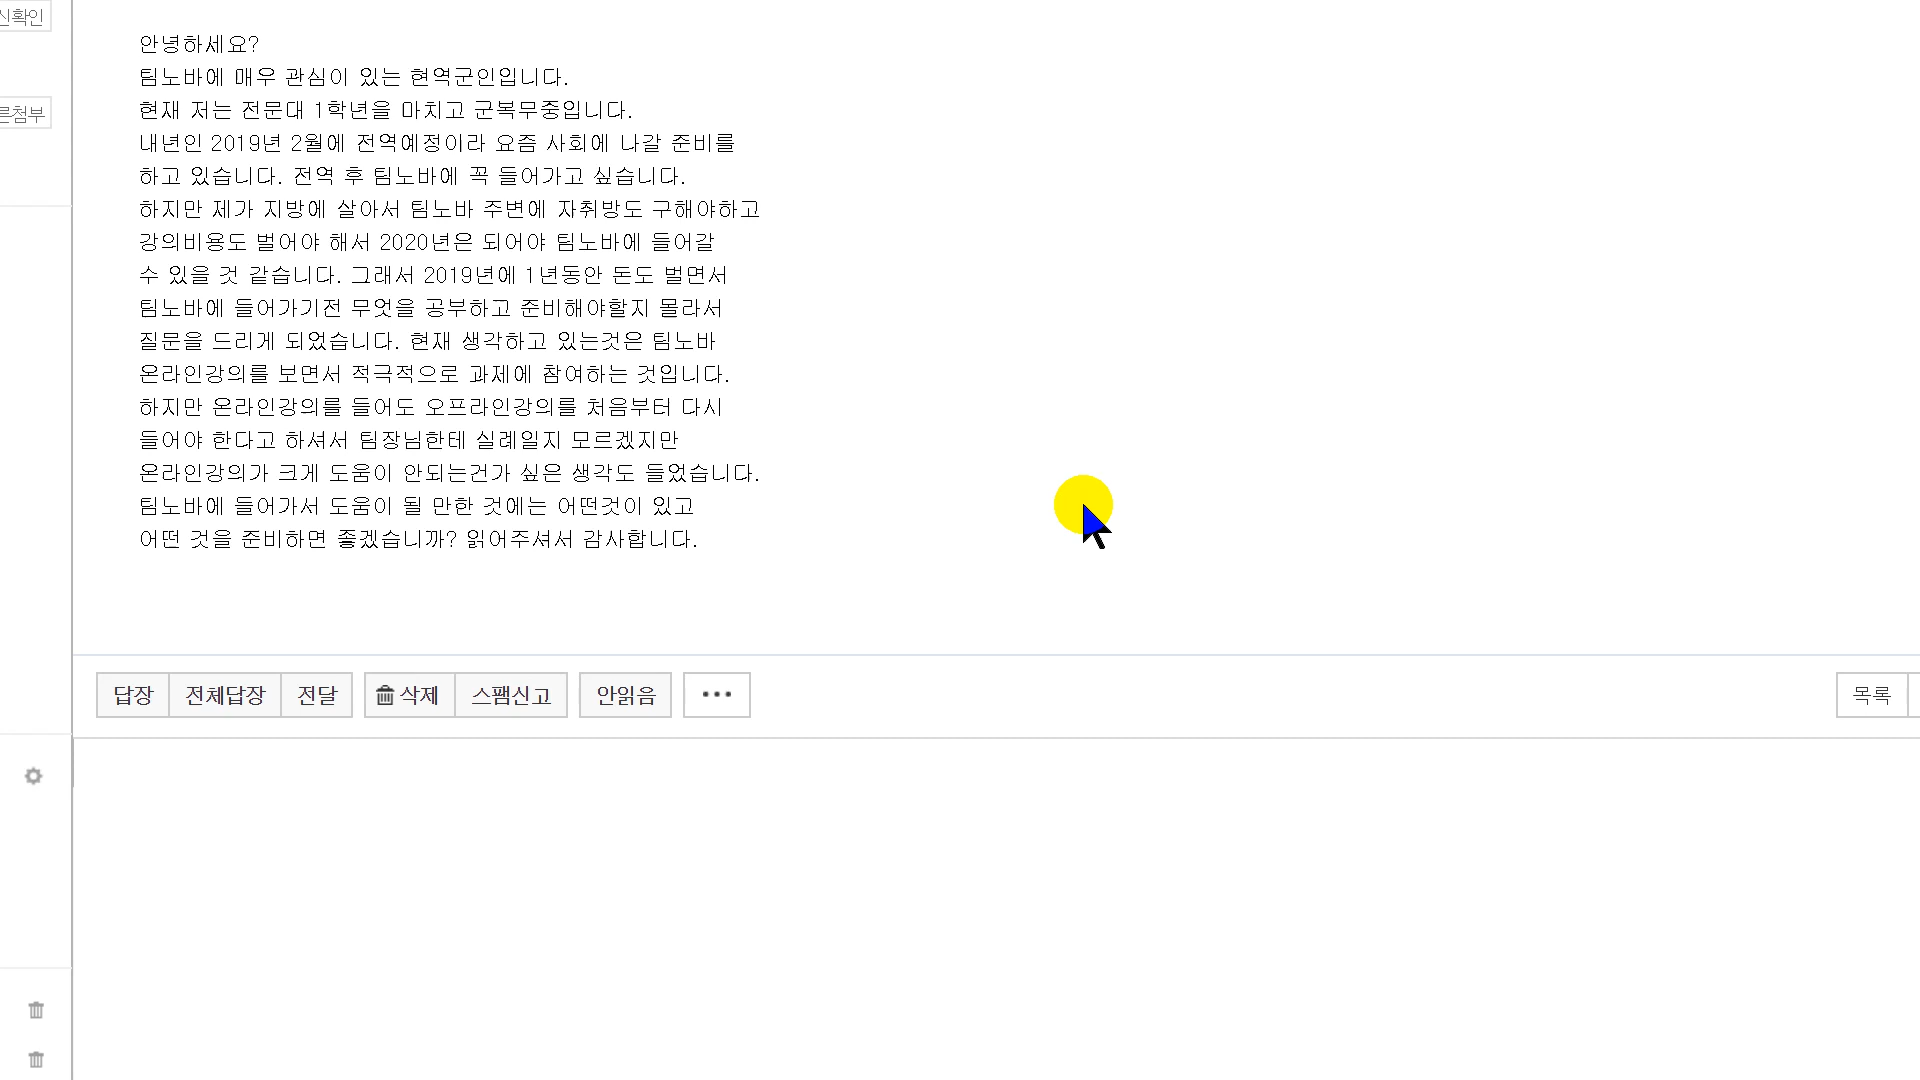 신확인
안녕하세요?
팀노바에 매우 관심이 있는 현역군인입니다.
른첨부
현재 저는 전문대 1학년을 마치고 군복무중입니다.
내년인 2019년 2월에 전역예정이라 요즘 사회에 나갈 준비를
하고 있습니다. 전역 후 팀노바에 꼭 들어가고 싶습니다.
하지만 제가 지방에 살아서 팀노바 주변에 자취방도 구해야하고
강의비용도 벌어야 해서 2020년은 되어야 팀노바에 들어갈
수 있을 것 같습니다. 그래서 2019년에 1년동안 돈도 벌면서
팀노바에 들어가기전 무엇을 공부하고 준비해야할지 몰라서
질문을 드리게 되었습니다. 현재 생각하고 있는것은 팀노바
온라인강의를 보면서 적극적으로 과제에 참여하는 것입니다.
하지만 온라인강의를 들어도 오프라인강의를 처음부터 다시
들어야 한다고 하셔서 팀장님한테 실례일지 모르겠지만
온라인강의가 크게 도움이 안되는건가 싶은 생각도 들었습니다.
팀노바에 들어가서 도움이 될 만한 것에는 어떤것이 있고
어떤 것을 준비하면 좋겠습니까? 읽어주셔서 감사합니다.
답장 전체답장 전달 삭제 스팸신고 안읽음 ••• 목록